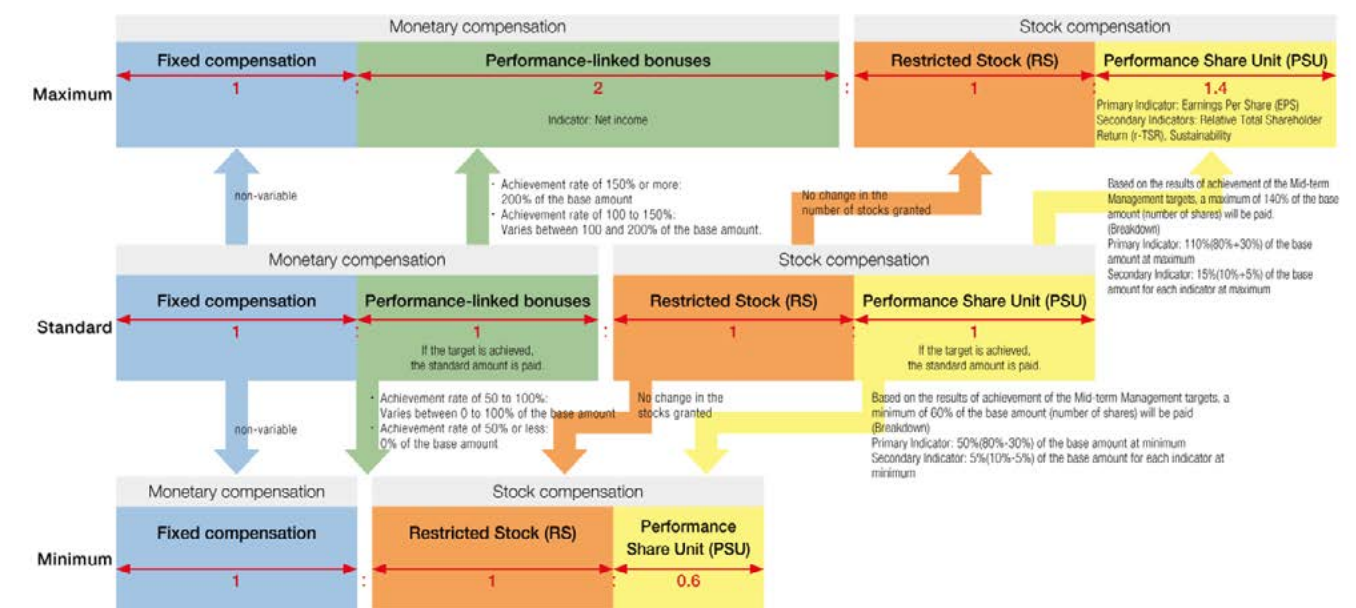 Monetary compensation
Stock compensation
Fixed compensation
Performance-linked bonuses
Restricted Stock (RS)
Performance Share Unit (PSU)
Maximum
1
:
2
:
1
:
1.4
Indicator: Net income
Primary Indicator: Earnings Per Share (EPS)
Secondary Indicators: Relative Total Shareholder
Return (r-TSR), Sustainability
non-variable
・ Achievement rate of 150% or more:
200% of the base amount
・ Achievement rate of 100 to 150%:
Varies between 100 and 200% of the base amount.
No change in the
number of stocks granted
Based on the results of achievement of the Mid-term
Management targets, a maximum of 140% of the base
amount (number of shares) will be paid.
(Breakdown)
Primary Indicator: 110%(80%+30%) of the base
amount at maximum
Secondary Indicator: 15%(10%+5%) of the base
amount for each indicator at maximum
Monetary compensation
Stock compensation
Fixed compensation
Performance-linked bonuses
Restricted Stock (RS)
Performance Share Unit (PSU)
Standard
1
:
1
:
1
:
1
If the target is achieved,
the standard amount is paid.
If the target is achieved,
the standard amount is paid.
non-variable
・ Achievement rate of 50 to 100%:
Varies between 0 to 100% of the base amount
・ Achievement rate of 50% or less:
0% of the base amount
No change in the
stocks granted
Based on the results of achievement of the Mid-term Management targets, a
minimum of 60% of the base amount (number of shares) will be paid
(Breakdown)
Primary Indicator: 50%(80%-30%) of the base amount at minimum
Secondary Indicator: 5%(10%-5%) of the base amount for each indicator at
minimum
Monetary compensation
Stock compensation
Fixed compensation
Restricted Stock (RS)
Performance
Share Unit (PSU)
Minimum
1
:
1
:
0.6